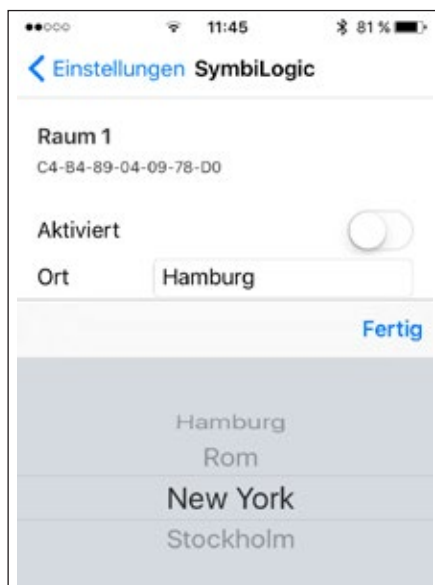 11:45 81 %
Einstellungen SymbiLogic
Raum 1
C4-B4-89-04-09-78-D0
Aktiviert
Ort Hamburg
Fertig
Hamburg
Rom
New York
Stockholm